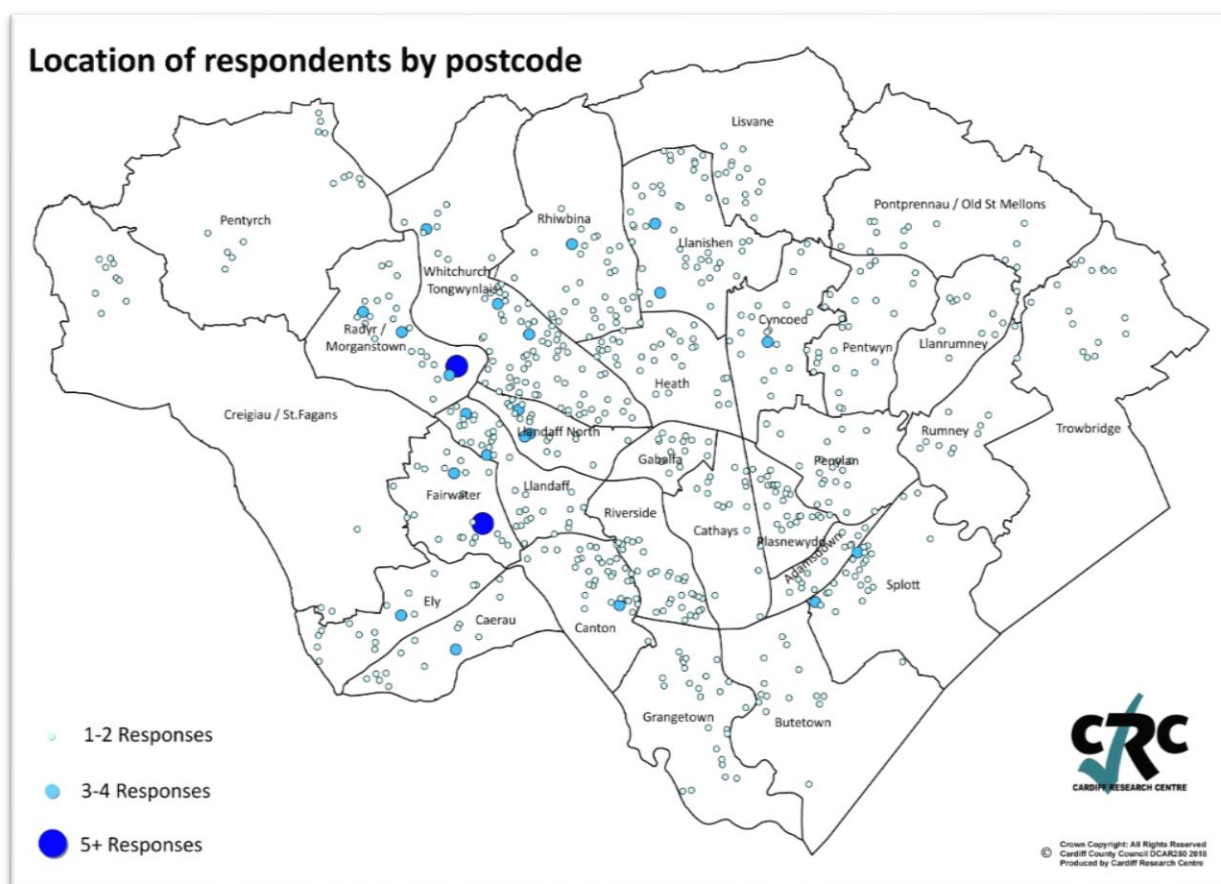 Location of respondents by postcode
Lisvane
Pentyrch
Rhiwbina
Pontprennau / Old St Mellons
Llanishen
Whitchurch /
Tongwynlais
Cyncoed
Radyr /
Morganstown
Pentwyn
Llanrumney
Heath
Creigiau / St.Fagans
Llandaff North
Rumney
Trowbridge
Gabalfa
Penylan
Fairwater
Llandaff
Riverside
Cathays
Plasnewydd
Adamsdown
Splott
Ely
Caerau
Canton
Grangetown
Butetown
1-2 Responses
3-4 Responses
5+ Responses
CRC
CARDIFF RESEARCH CENTRE
© Crown Copyright: All Rights Reserved
Cardiff County Council DCAR250 2018
Produced by Cardiff Research Centre